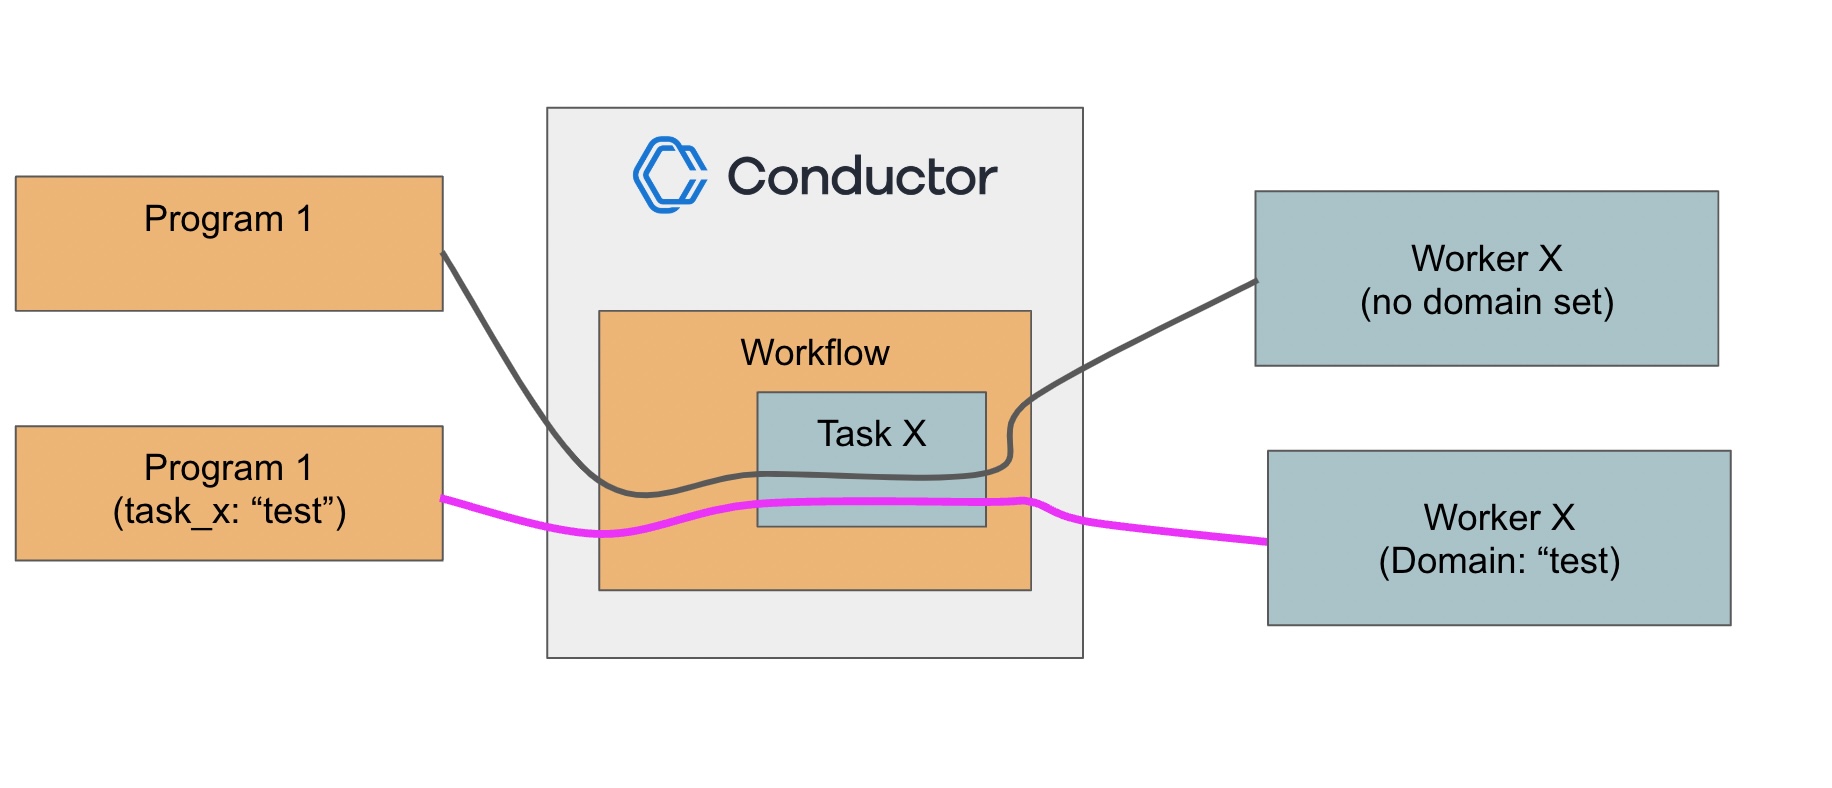 Conductor
Program 1
Worker X
(no domain set)
Workflow
Task X
Program 1
(task_x: “test”)
Worker X
(Domain: “test)